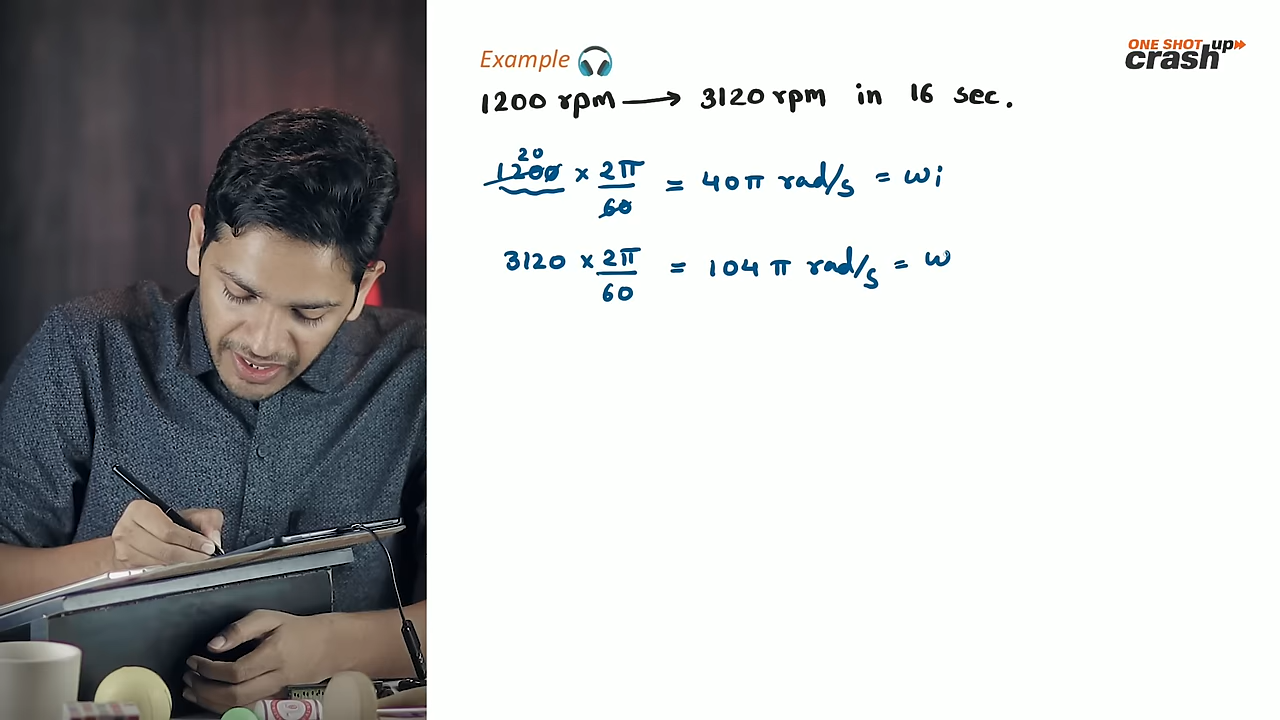 Example
ONE SHOT up
crash
1200 rpm ⟶ 3120 rpm in 16 sec.
20
1200 × 2π/60 = 40π rad/s = ωi
3120 × 2π/60 = 104 π rad/s = ω